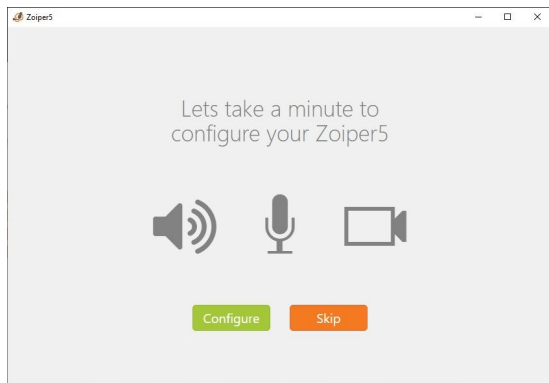 Zoiper5
Lets take a minute to
configure your Zoiper5
Configure
Skip